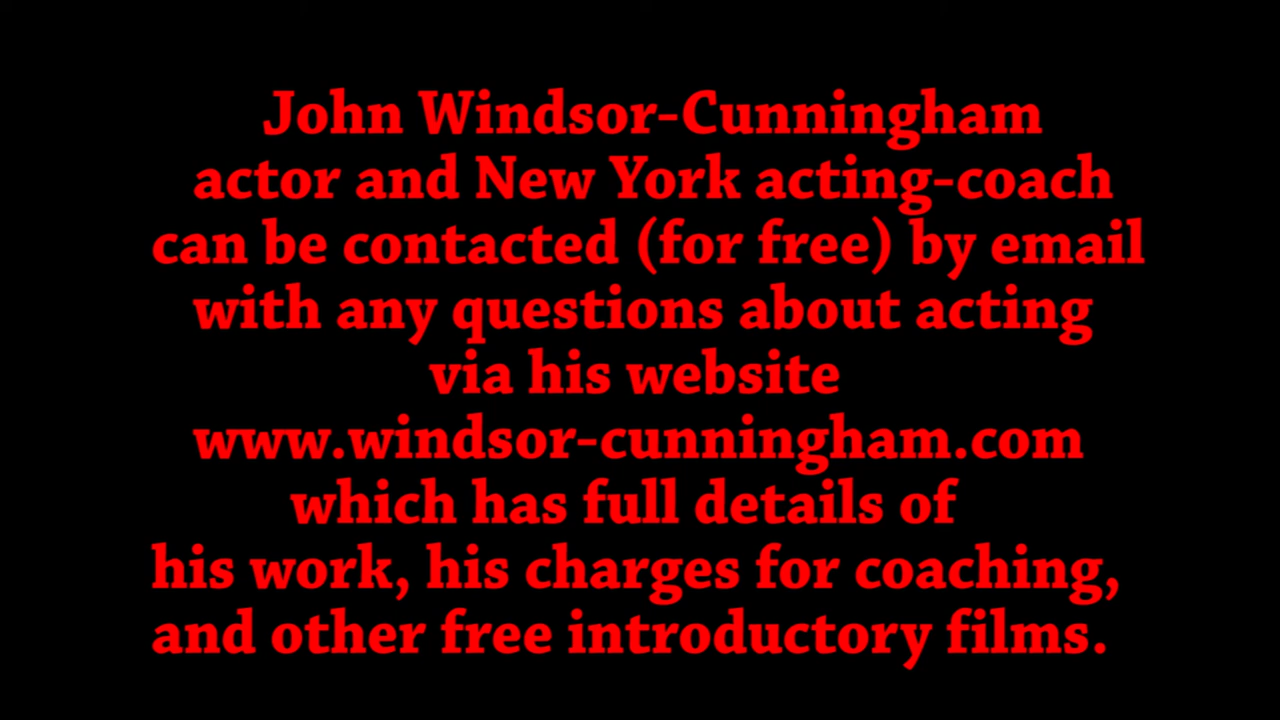 John Windsor-Cunningham
actor and New York acting-coach
can be contacted (for free) by email
with any questions about acting
via his website
www.windsor-cunningham.com
which has full details of
his work, his charges for coaching,
and other free introductory films.